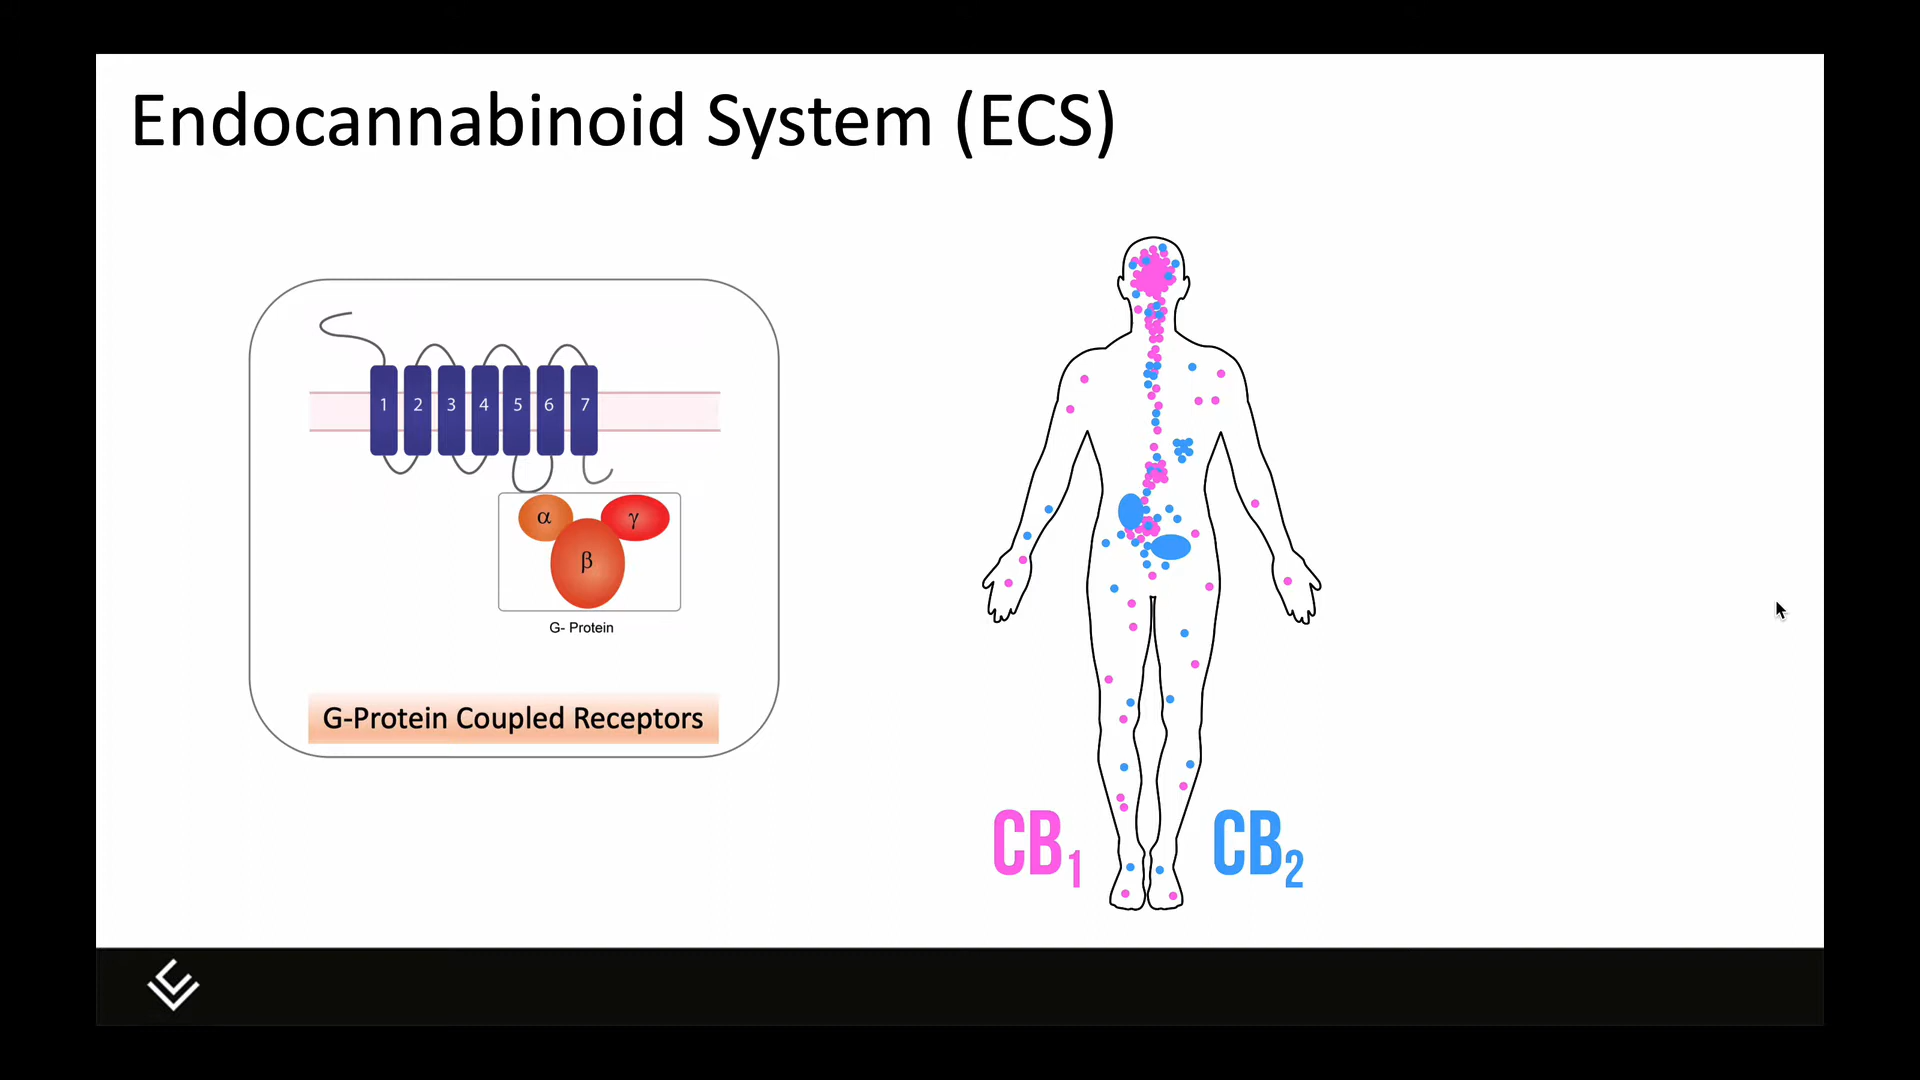 Endocannabinoid System (ECS)
1 2 3 4 5 6 7
α γ
β
G- Protein
G-Protein Coupled Receptors
CB1 CB2